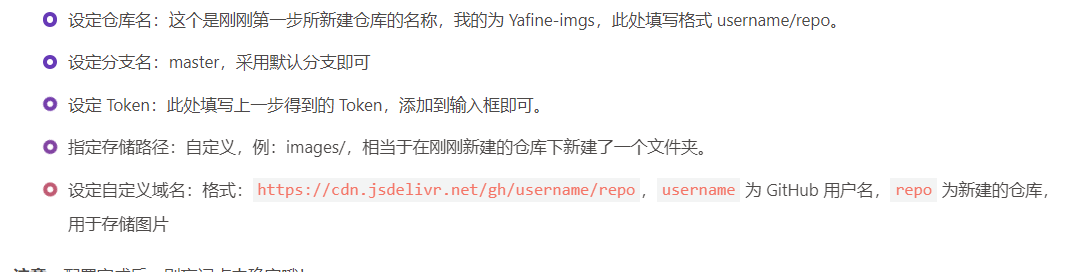 设定仓库名：这个是刚刚第一步所新建仓库的名称，我的为 Yafine-imgs，此处填写格式 username/repo。
设定分支名：master，采用默认分支即可
设定 Token：此处填写上一步得到的 Token，添加到输入框即可。
指定存储路径：自定义，例：images/，相当于在刚刚新建的仓库下新建了一个文件夹。
设定自定义域名：格式：https://cdn.jsdelivr.net/gh/username/repo，username 为 GitHub 用户名，repo 为新建的仓库，
用于存储图片